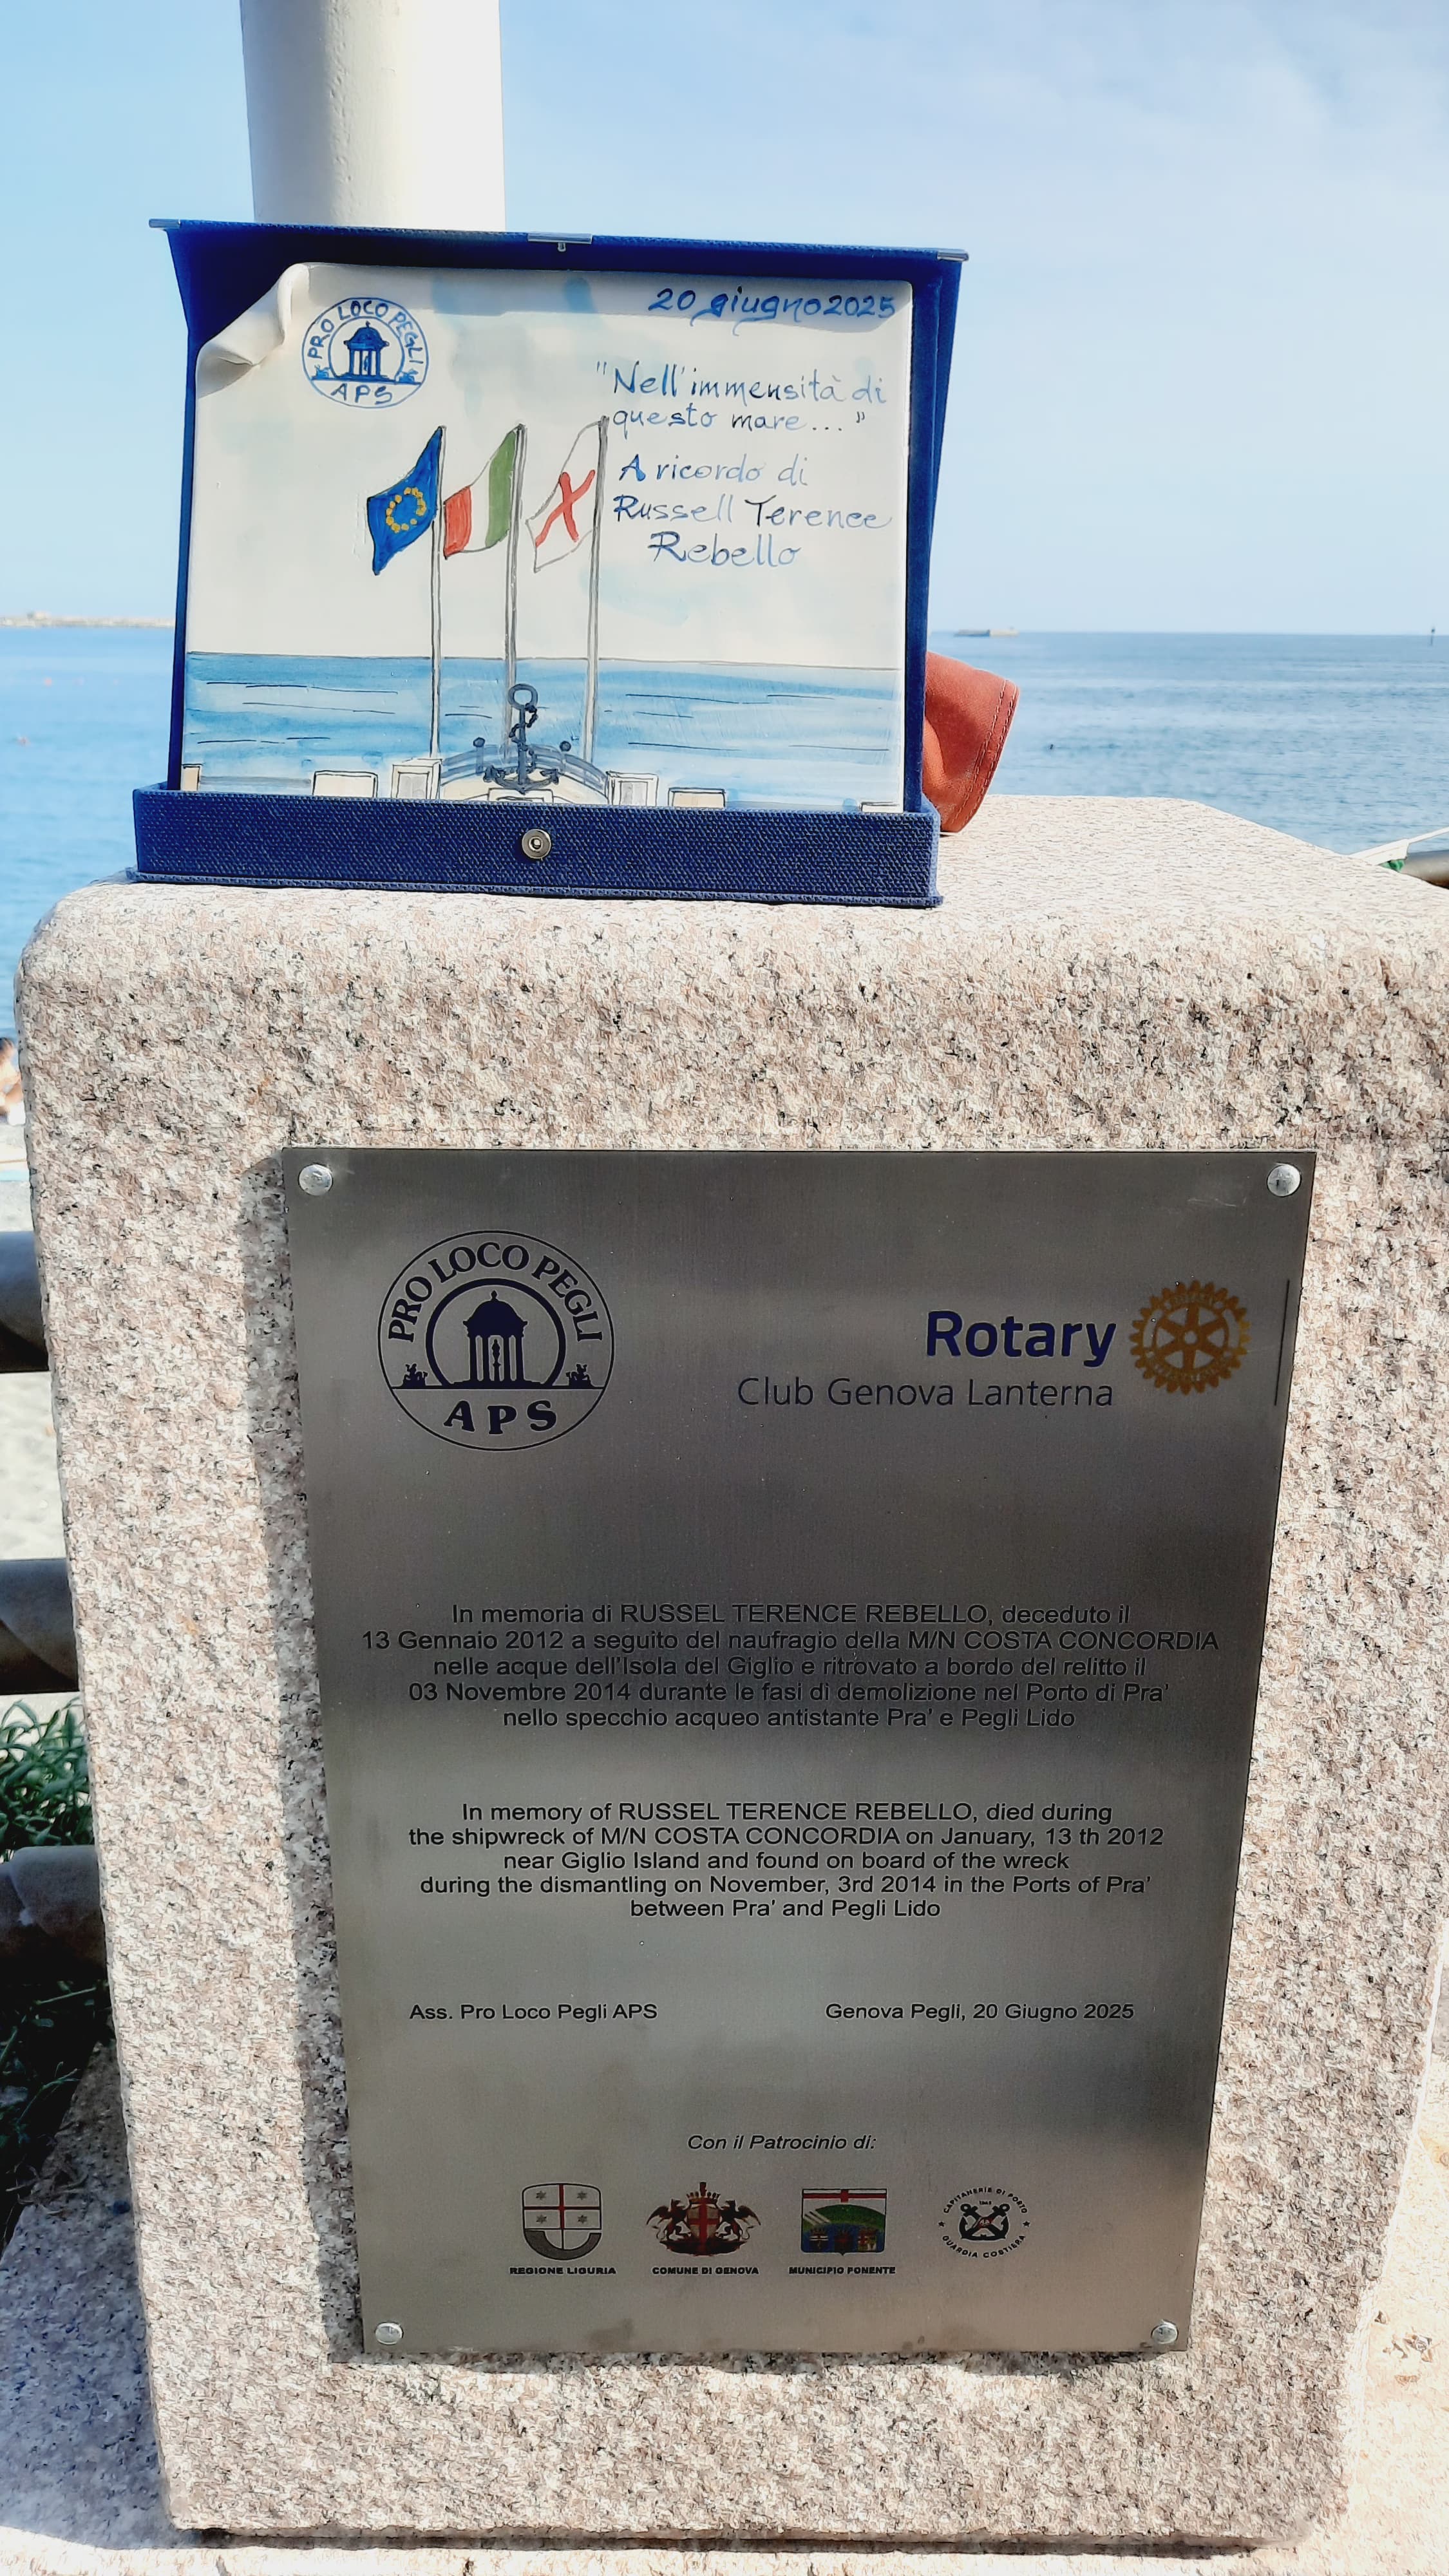 PRO LOCO PEGLI
APS
20 giugno 2025
"Nell'immensità di
questo mare..."
A ricordo di
Russell Terence
Rebello
PRO LOCO PEGLI
APS
Rotary
Club Genova Lanterna
In memoria di RUSSEL TERENCE REBELLO, deceduto il
13 Gennaio 2012 a seguito del naufragio della M/N COSTA CONCORDIA
nelle acque dell'Isola del Giglio e ritrovato a bordo del relitto il
03 Novembre 2014 durante le fasi di demolizione nel Porto di Pra'
nello specchio acqueo antistante Pra' e Pegli Lido
In memory of RUSSEL TERENCE REBELLO, died during
the shipwreck of M/N COSTA CONCORDIA on January, 13 th 2012
near Giglio Island and found on board of the wreck
during the dismantling on November, 3rd 2014 in the Ports of Pra'
between Pra' and Pegli Lido
Ass. Pro Loco Pegli APS
Genova Pegli, 20 Giugno 2025
Con il Patrocinio di:
REGIONE LIGURIA
COMUNE DI GENOVA
MUNICIPIO PONENTE
CAPITANERIE DI PORTO
GUARDIA COSTIERA